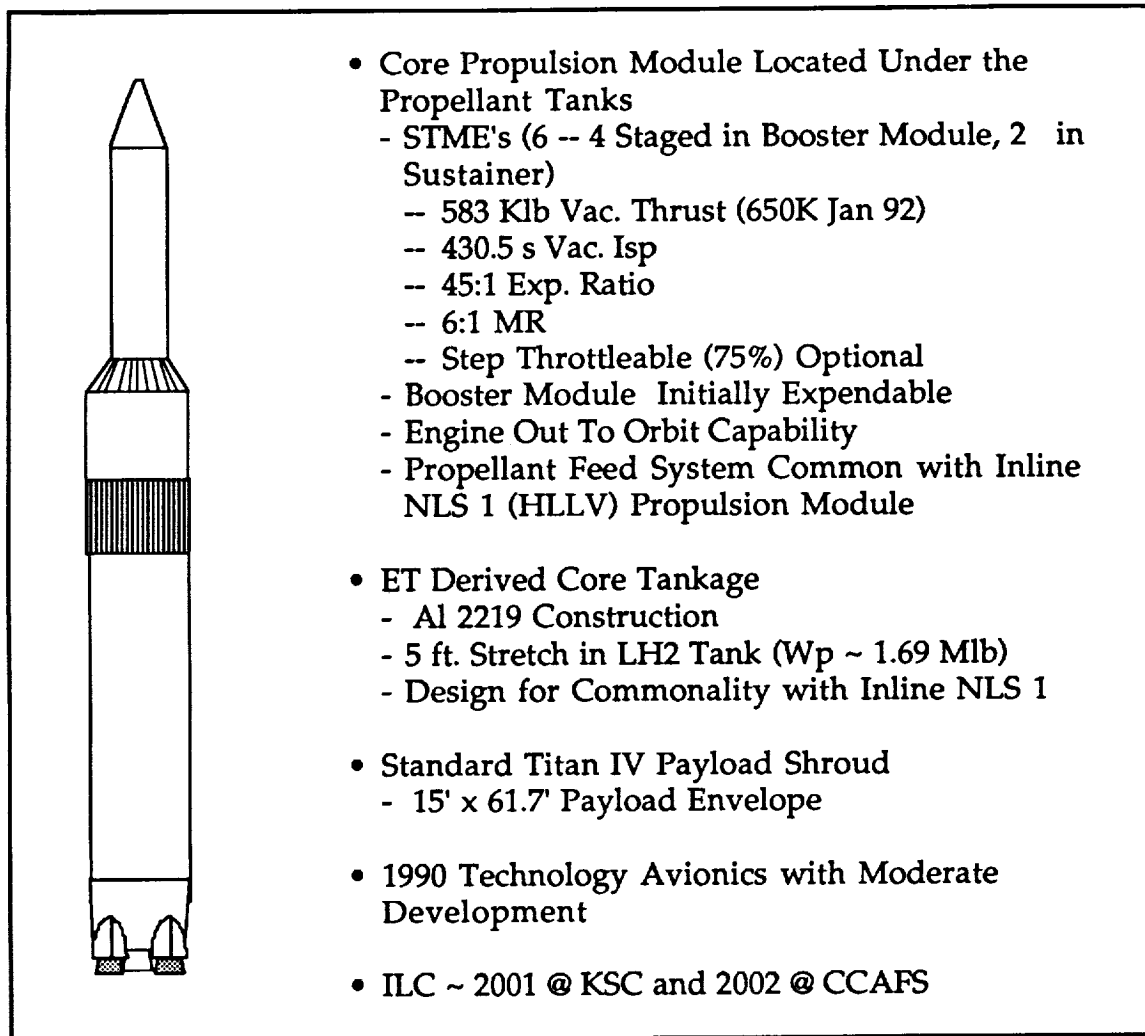 • Core Propulsion Module Located Under the
Propellant Tanks
- STME's (6 -- 4 Staged in Booster Module, 2 in
Sustainer)
-- 583 Klb Vac. Thrust (650K Jan 92)
-- 430.5 s Vac. Isp
-- 45:1 Exp. Ratio
-- 6:1 MR
-- Step Throttleable (75%) Optional
- Booster Module Initially Expendable
- Engine Out To Orbit Capability
- Propellant Feed System Common with Inline
NLS 1 (HLLV) Propulsion Module
• ET Derived Core Tankage
- Al 2219 Construction
- 5 ft. Stretch in LH2 Tank (Wp ~ 1.69 Mlb)
- Design for Commonality with Inline NLS 1
• Standard Titan IV Payload Shroud
- 15' x 61.7' Payload Envelope
• 1990 Technology Avionics with Moderate
Development
• ILC ~ 2001 @ KSC and 2002 @ CCAFS